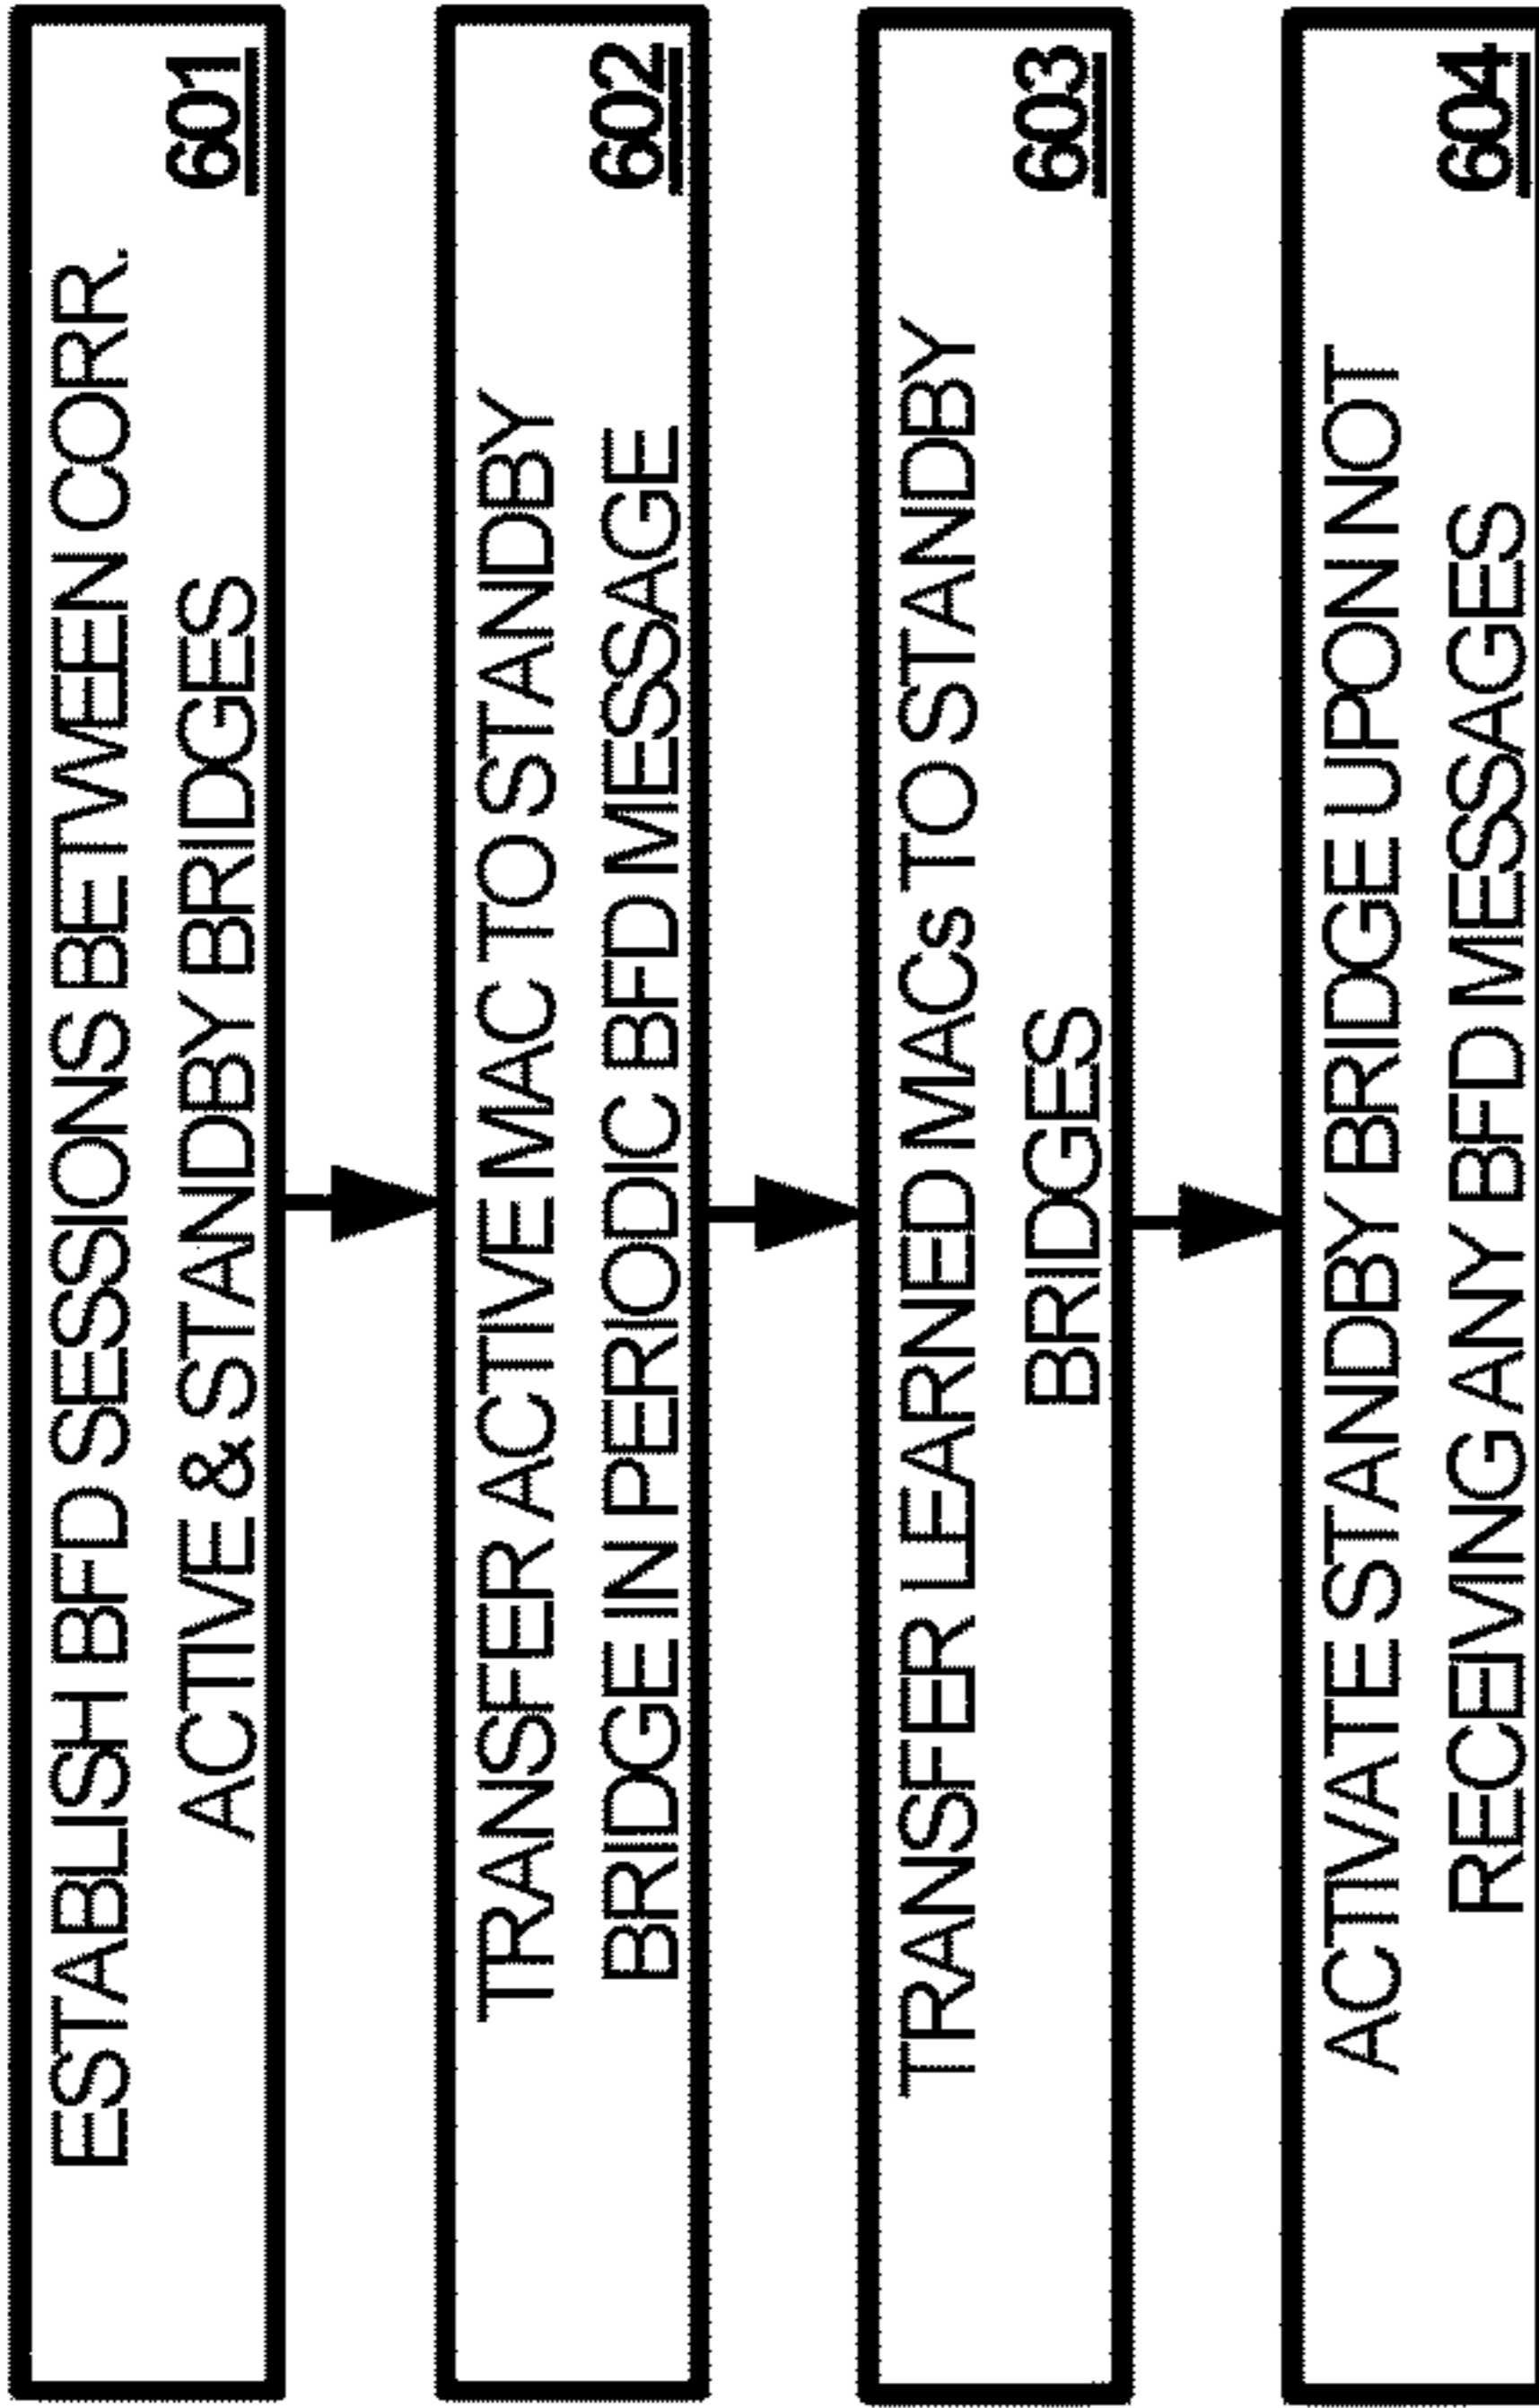 ESTABLISH BFD SESSIONS BETWEEN CORR.
ACTIVE & STANDBY BRIDGES
601
TRANSFER ACTIVE MAC TO STANDBY
BRIDGE IN PERIODIC BFD MESSAGE
602
TRANSFER LEARNED MACs TO STANDBY
BRIDGES
603
ACTIVATE STANDBY BRIDGE UPON NOT
RECEIVING ANY BFD MESSAGES
604